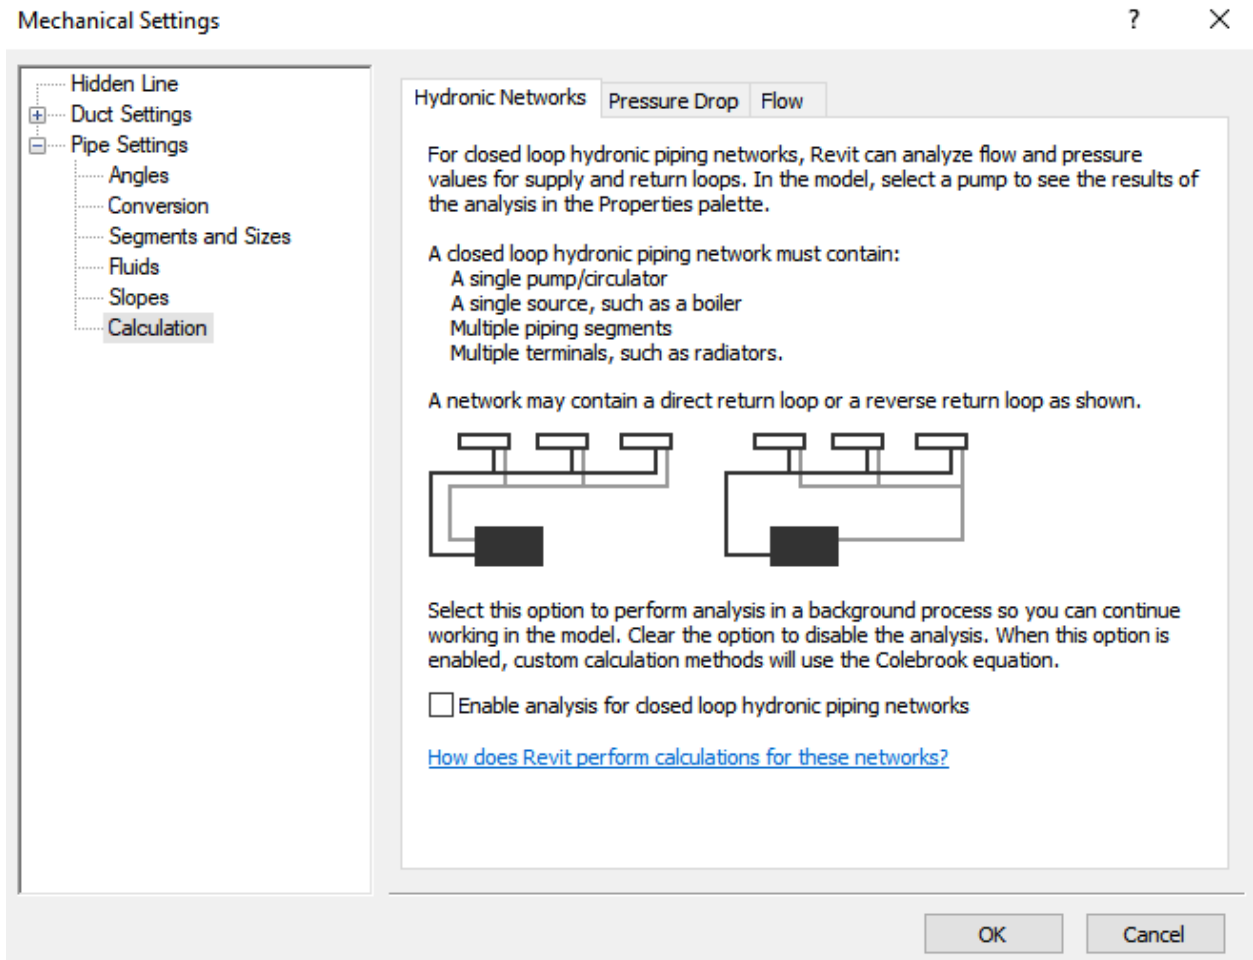 Mechanical Settings
?
Hidden Line
Duct Settings
Pipe Settings
Angles
Conversion
Segments and Sizes
Fluids
Slopes
Calculation
Hydronic Networks
Pressure Drop
Flow
For closed loop hydronic piping networks, Revit can analyze flow and pressure
values for supply and return loops. In the model, select a pump to see the results of
the analysis in the Properties palette.
A closed loop hydronic piping network must contain:
A single pump/circulator
A single source, such as a boiler
Multiple piping segments
Multiple terminals, such as radiators.
A network may contain a direct return loop or a reverse return loop as shown.
Select this option to perform analysis in a background process so you can continue
working in the model. Clear the option to disable the analysis. When this option is
enabled, custom calculation methods will use the Colebrook equation.
Enable analysis for closed loop hydronic piping networks
How does Revit perform calculations for these networks?
OK
Cancel